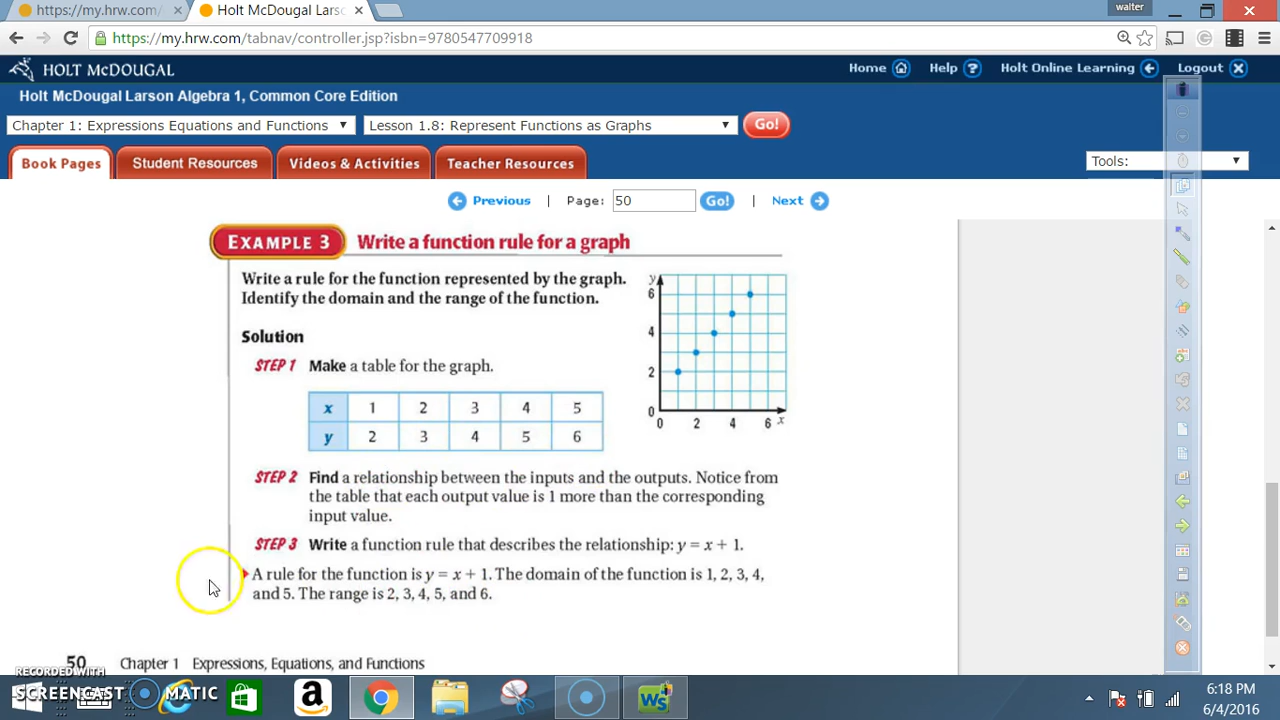 https://my.hrw.com/tabnav/ ×
Holt McDougal Lars ×
walter
https://my.hrw.com/tabnav/controller.jsp?isbn=9780547709918
HOLT McDOUGAL
Home
Help ?
Holt Online Learning
Logout
Holt McDougal Larson Algebra 1, Common Core Edition
Chapter 1: Expressions Equations and Functions
Lesson 1.8: Represent Functions as Graphs
Go!
Book Pages
Student Resources
Videos & Activities
Teacher Resources
Tools:
Previous | Page: 50 Go! | Next
EXAMPLE 3 Write a function rule for a graph
Write a rule for the function represented by the graph.
Identify the domain and the range of the function.
Solution
STEP 1 Make a table for the graph.
x 1 2 3 4 5
y 2 3 4 5 6
y
6
4
2
0
0 2 4 6 x
STEP 2 Find a relationship between the inputs and the outputs. Notice from
the table that each output value is 1 more than the corresponding
input value.
STEP 3 Write a function rule that describes the relationship: y = x + 1.
A rule for the function is y = x + 1. The domain of the function is 1, 2, 3, 4,
and 5. The range is 2, 3, 4, 5, and 6.
50 Chapter 1 Expressions, Equations, and Functions
RECORDED WITH
SCREENCAST MATIC
a
WS
6:18 PM
6/4/2016